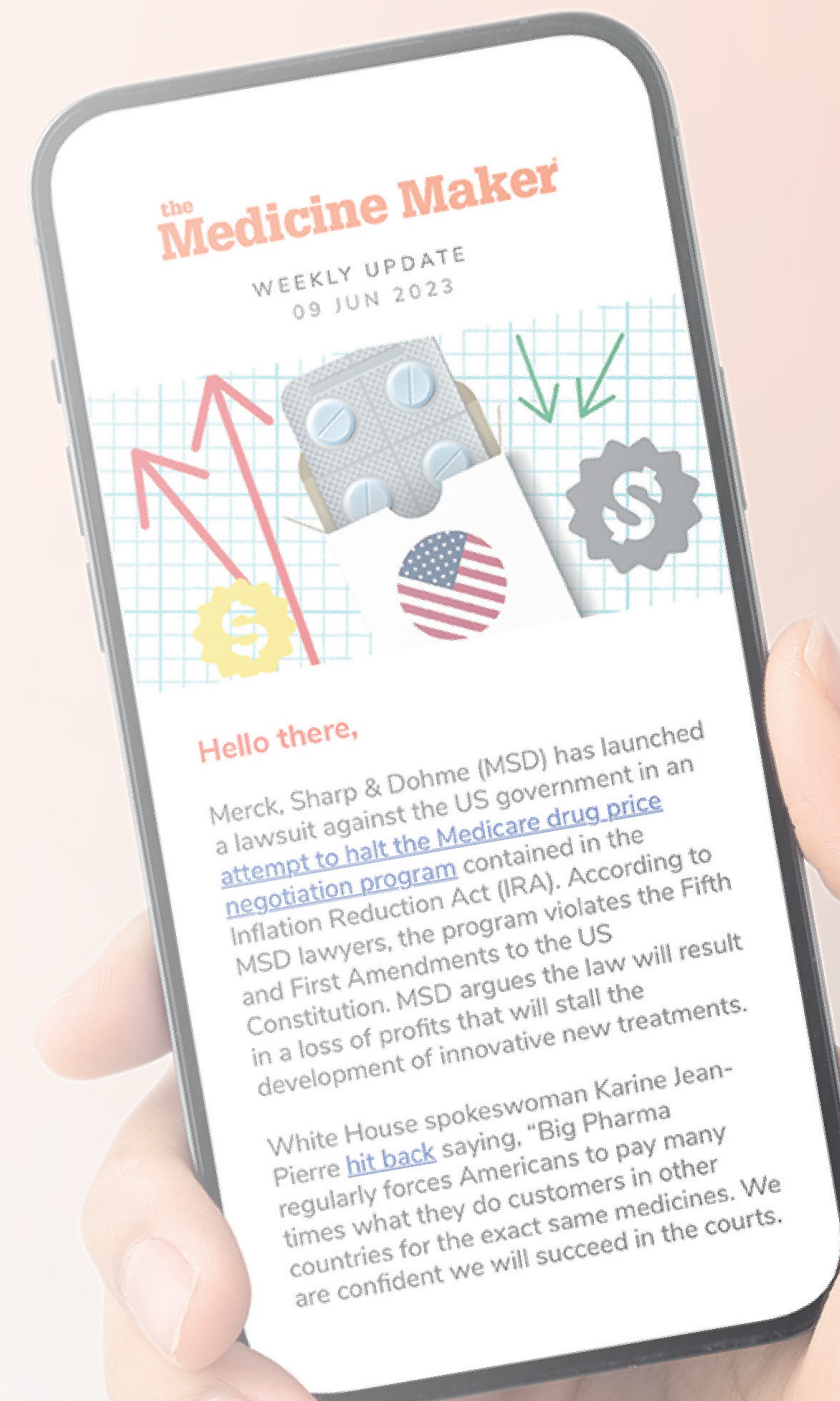 the
Medicine Maker
WEEKLY UPDATE
09 JUN 2023
Hello there,
Merck, Sharp & Dohme (MSD) has launched
a lawsuit against the US government in an
attempt to halt the Medicare drug price
negotiation program contained in the
Inflation Reduction Act (IRA). According to
MSD lawyers, the program violates the Fifth
and First Amendments to the US
Constitution. MSD argues the law will result
in a loss of profits that will stall the
development of innovative new treatments.
White House spokeswoman Karine Jean-
Pierre hit back saying, “Big Pharma
regularly forces Americans to pay many
times what they do customers in other
countries for the exact same medicines. We
are confident we will succeed in the courts.